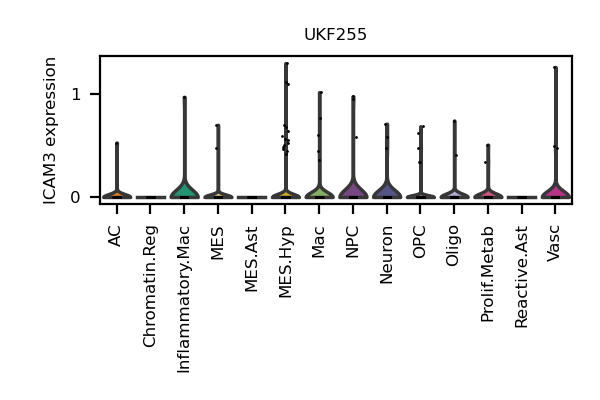 UKF255
ICAM3 expression
1
0
AC
Chromatin.Reg
Inflammatory.Mac
MES
MES.Ast
MES.Hyp
Mac
NPC
Neuron
OPC
Oligo
Prolif.Metab
Reactive.Ast
Vasc